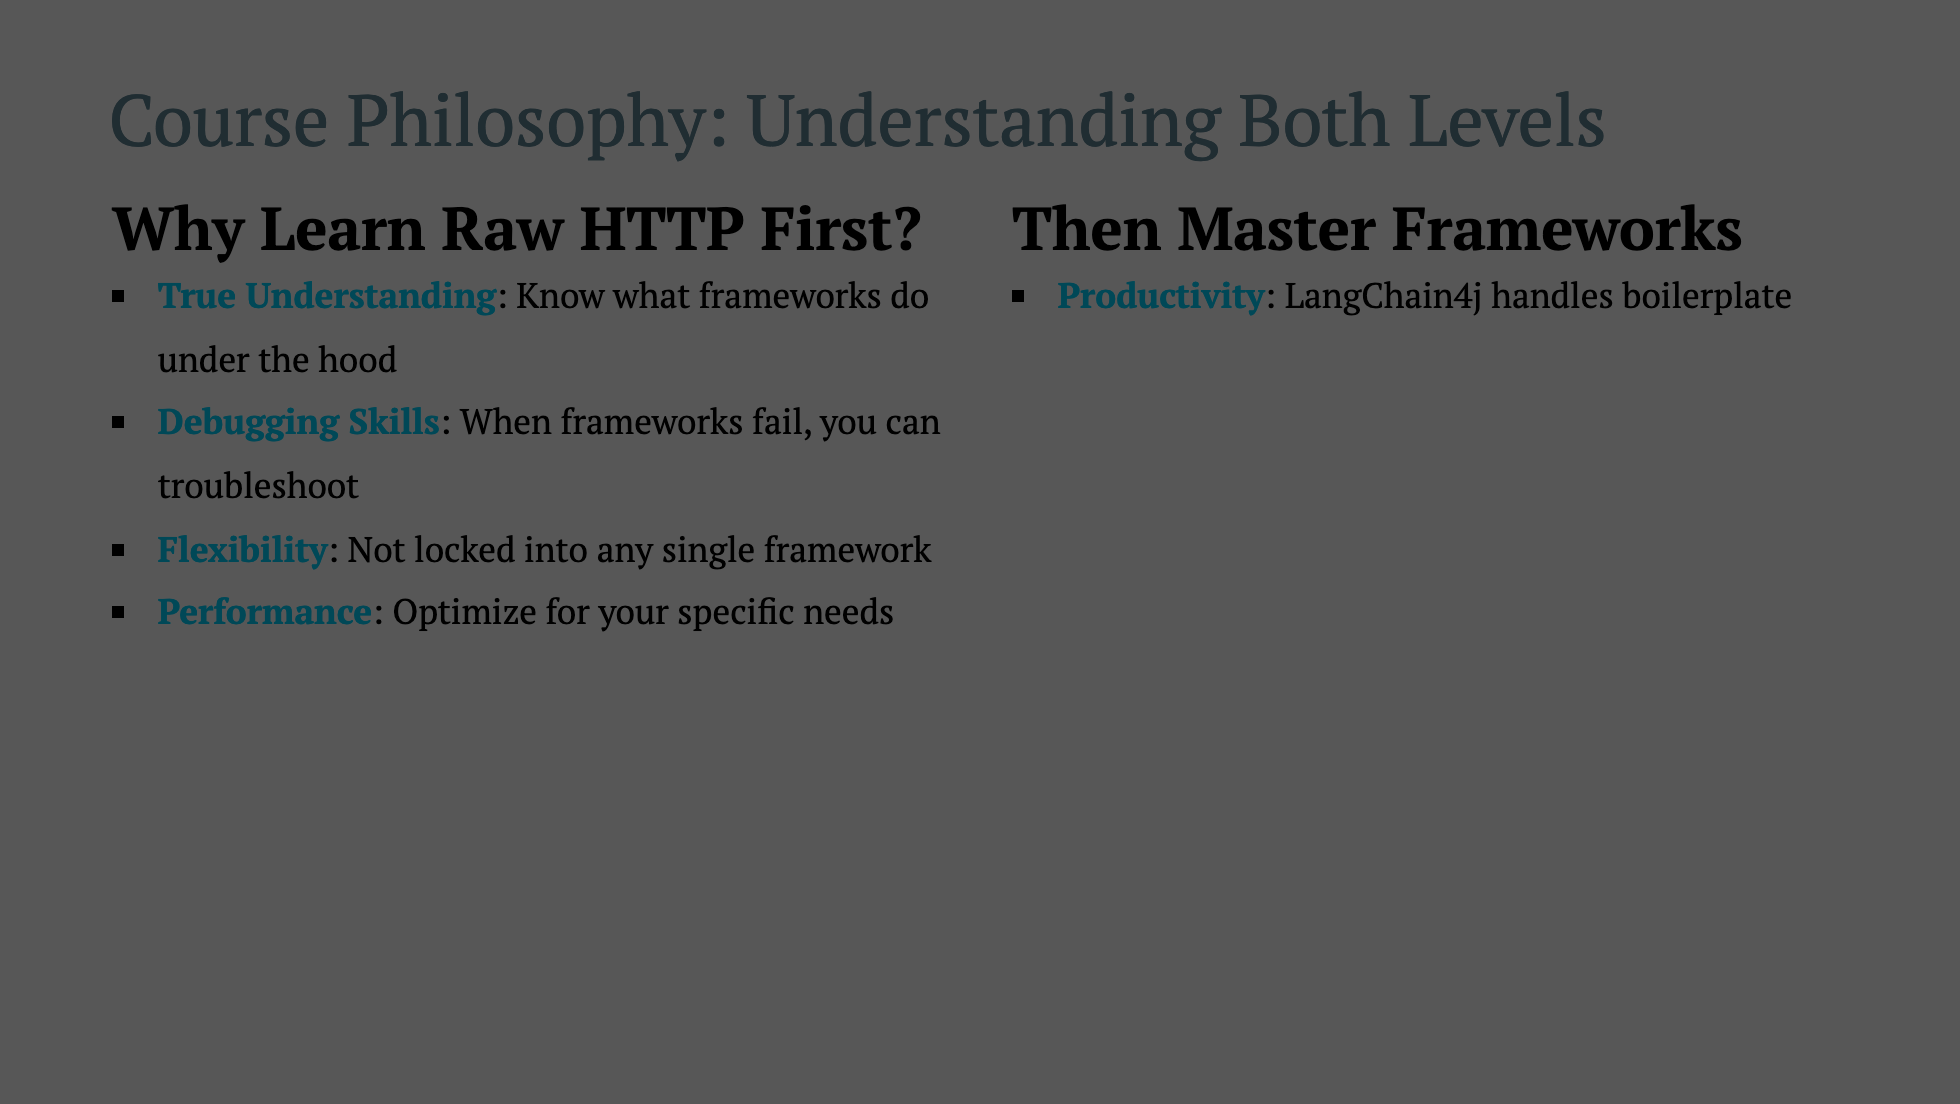 Course Philosophy: Understanding Both Levels
Why Learn Raw HTTP First?
▪ True Understanding: Know what frameworks do
under the hood
▪ Debugging Skills: When frameworks fail, you can
troubleshoot
▪ Flexibility: Not locked into any single framework
▪ Performance: Optimize for your specific needs
Then Master Frameworks
▪ Productivity: LangChain4j handles boilerplate